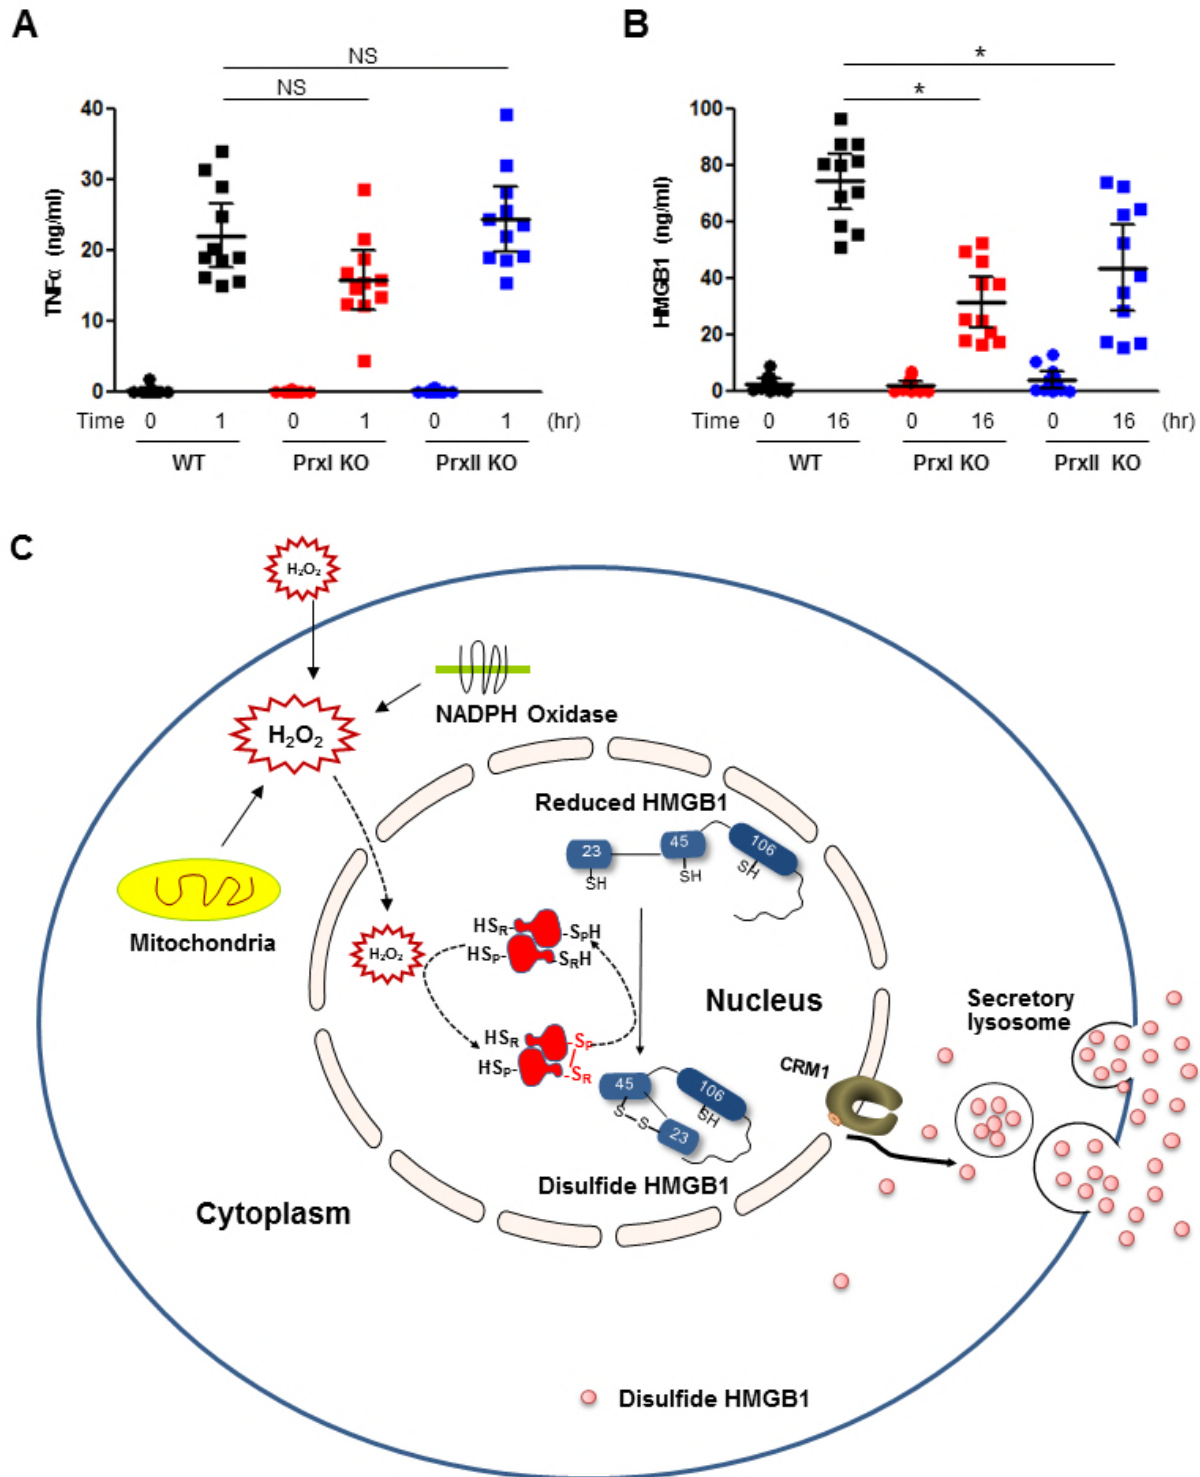 A
NS
NS
40
30
20
10
0
TNFα (ng/ml)
Time 0 1 0 1 0 1 (hr)
WT PrxI KO PrxII KO
B
*
*
100
80
60
40
20
0
HMGB1 (ng/ml)
Time 0 16 0 16 0 16 (hr)
WT PrxI KO PrxII KO
C
H₂O₂
NADPH Oxidase
H₂O₂
Mitochondria
H₂O₂
Reduced HMGB1
23 45 106
SH SH SH
HSR- -SPH
HSP- -SRH
HSR -SP
HSP- -SR
Nucleus
45 106
S-S SH
23
Disulfide HMGB1
CRM1
Secretory
lysosome
Cytoplasm
Disulfide HMGB1